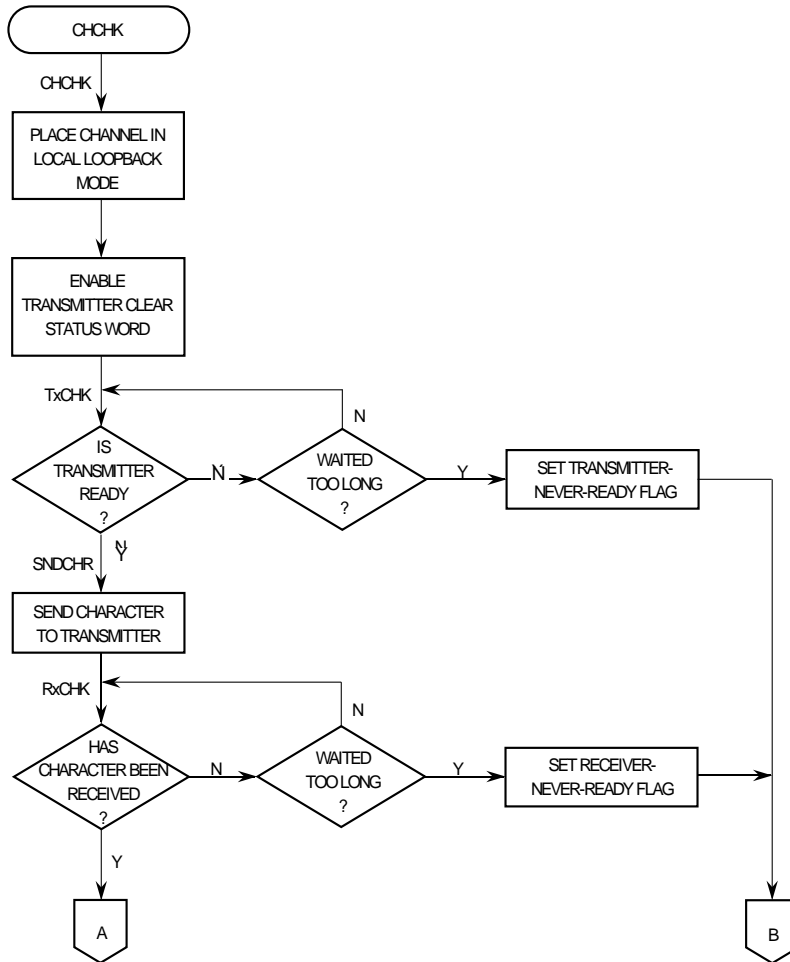 CHCHK
CHCHK
PLACE CHANNEL IN
LOCAL LOOPBACK
MODE
ENABLE
TRANSMITTER CLEAR
STATUS WORD
TxCHK
N
IS
TRANSMITTER
READY
?
N
WAITED
TOO LONG
?
Y
SET TRANSMITTER-
NEVER-READY FLAG
SNDCHR
Y
SEND CHARACTER
TO TRANSMITTER
RxCHK
N
HAS
CHARACTER BEEN
RECEIVED
?
N
WAITED
TOO LONG
?
Y
SET RECEIVER-
NEVER-READY FLAG
Y
A
B